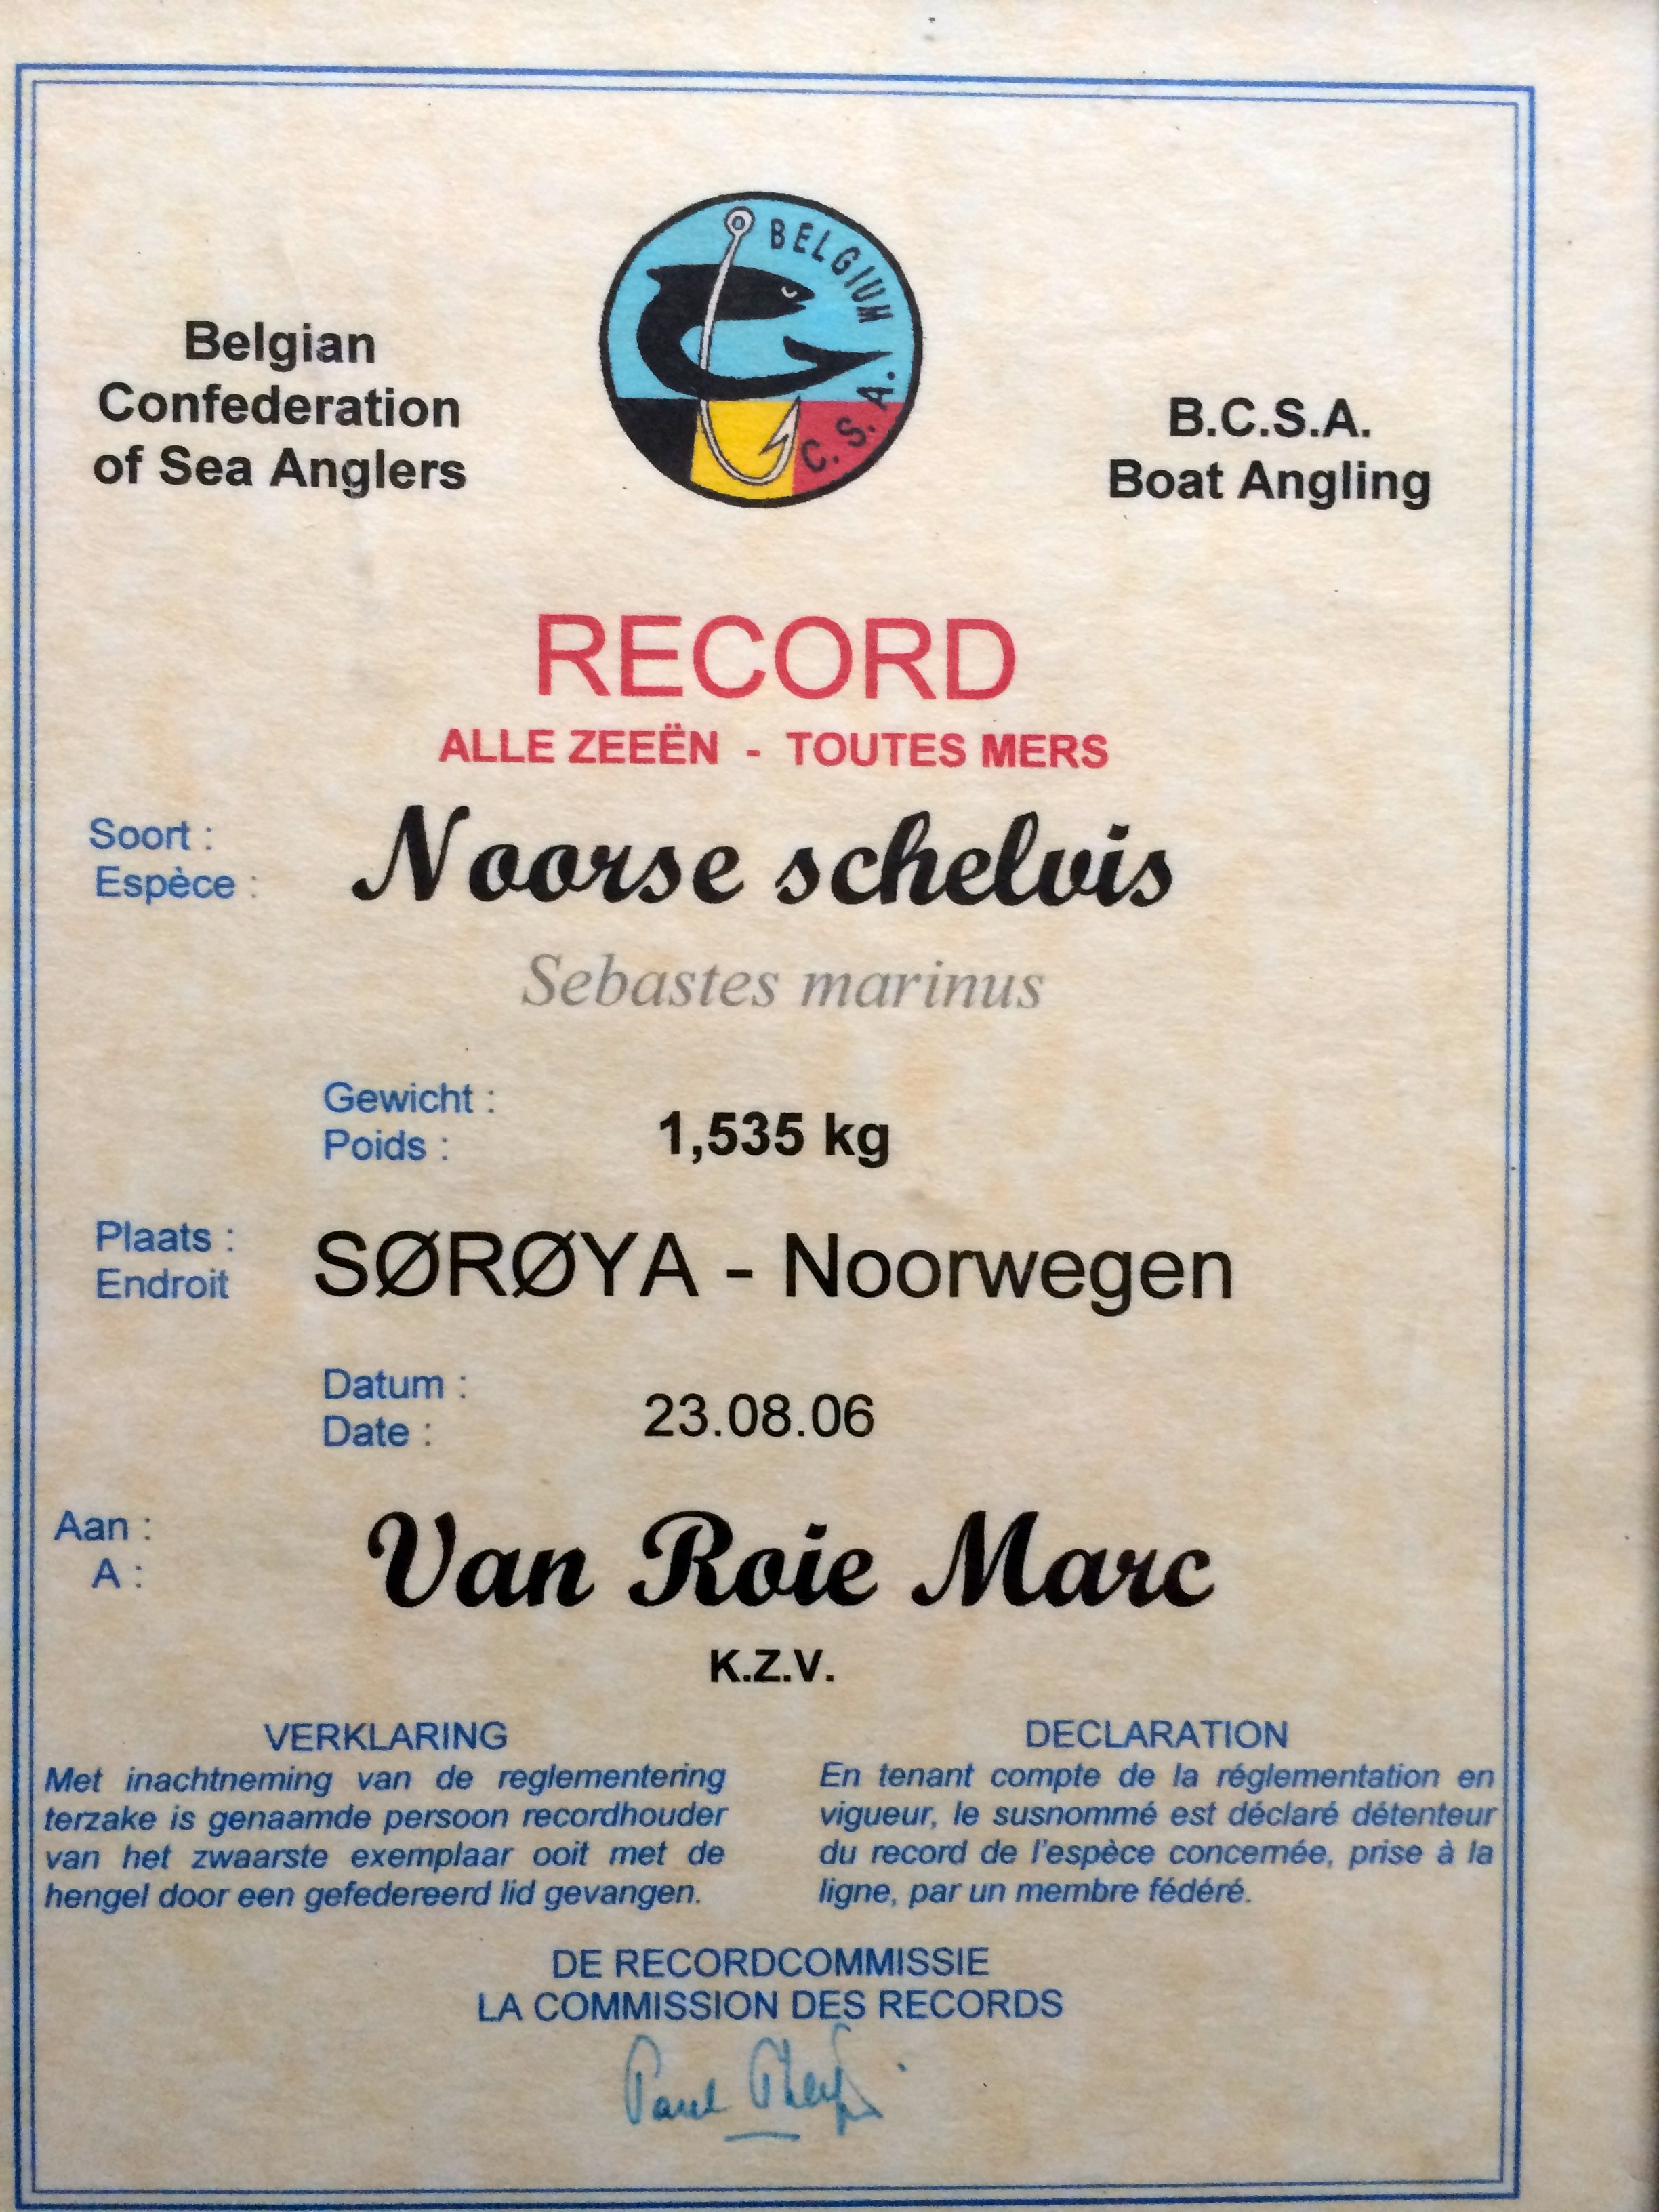 BELGIUM
C. S. A.
Belgian
Confederation
of Sea Anglers
B.C.S.A.
Boat Angling
RECORD
ALLE ZEEËN - TOUTES MERS
Soort :
Espèce :
Noorse schelvis
Sebastes marinus
Gewicht :
Poids :
1,535 kg
Plaats :
Endroit
SØRØYA - Noorwegen
Datum :
Date :
23.08.06
Aan :
A :
Van Roie Marc
K.Z.V.
VERKLARING
Met inachtneming van de reglementering
terzake is genaamde persoon recordhouder
van het zwaarste exemplaar ooit met de
hengel door een gefedereerd lid gevangen.
DECLARATION
En tenant compte de la réglementation en
vigueur, le susnommé est déclaré détenteur
du record de l'espèce concernée, prise à la
ligne, par un membre fédéré.
DE RECORDCOMMISSIE
LA COMMISSION DES RECORDS
Paul